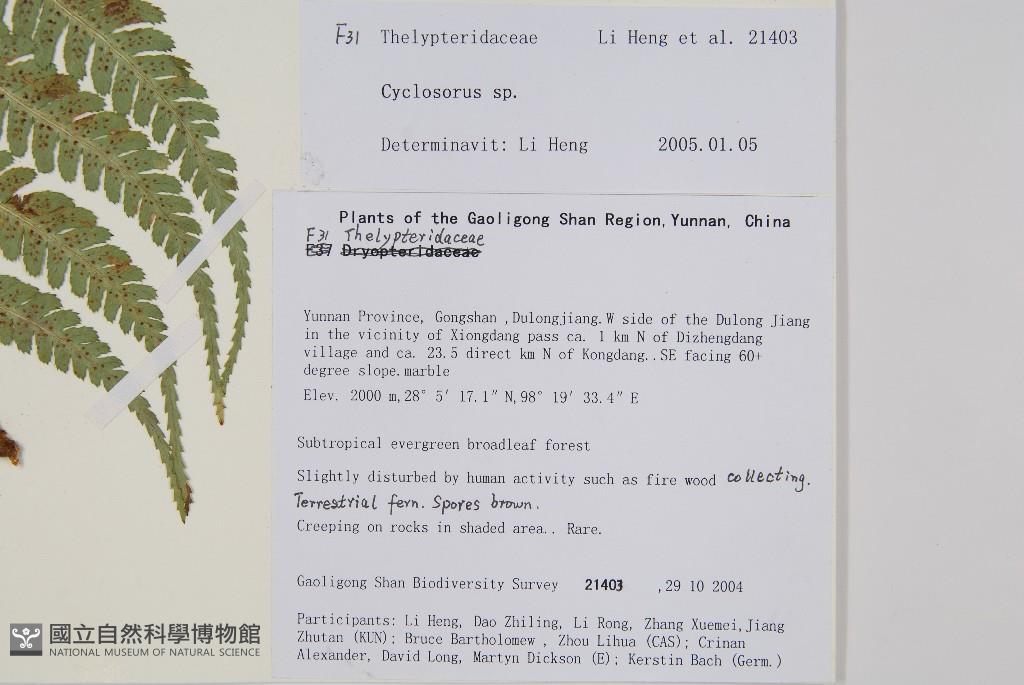 F31 Thelypteridaceae Li Heng et al. 21403
Cyclosorus sp.
Determinavit: Li Heng 2005.01.05
Plants of the Gaoligong Shan Region, Yunnan, China
F31 Thelypteridaceae
F37 Dryopteridaceae
Yunnan Province, Gongshan ,Dulongjiang.W side of the Dulong Jiang
in the vicinity of Xiongdang pass ca. 1 km N of Dizhengdang
village and ca. 23.5 direct km N of Kongdang..SE facing 60+
degree slope.marble
Elev. 2000 m,28° 5′ 17.1″ N,98° 19′ 33.4″ E
Subtropical evergreen broadleaf forest
Slightly disturbed by human activity such as fire wood collecting.
Terrestrial fern. Spores brown.
Creeping on rocks in shaded area.. Rare.
Gaoligong Shan Biodiversity Survey 21403 ,29 10 2004
Participants: Li Heng, Dao Zhiling, Li Rong, Zhang Xuemei,Jiang
Zhutan (KUN); Bruce Bartholomew , Zhou Lihua (CAS); Crinan
Alexander, David Long, Martyn Dickson (E); Kerstin Bach (Germ.)
國立自然科學博物館
NATIONAL MUSEUM OF NATURAL SCIENCE